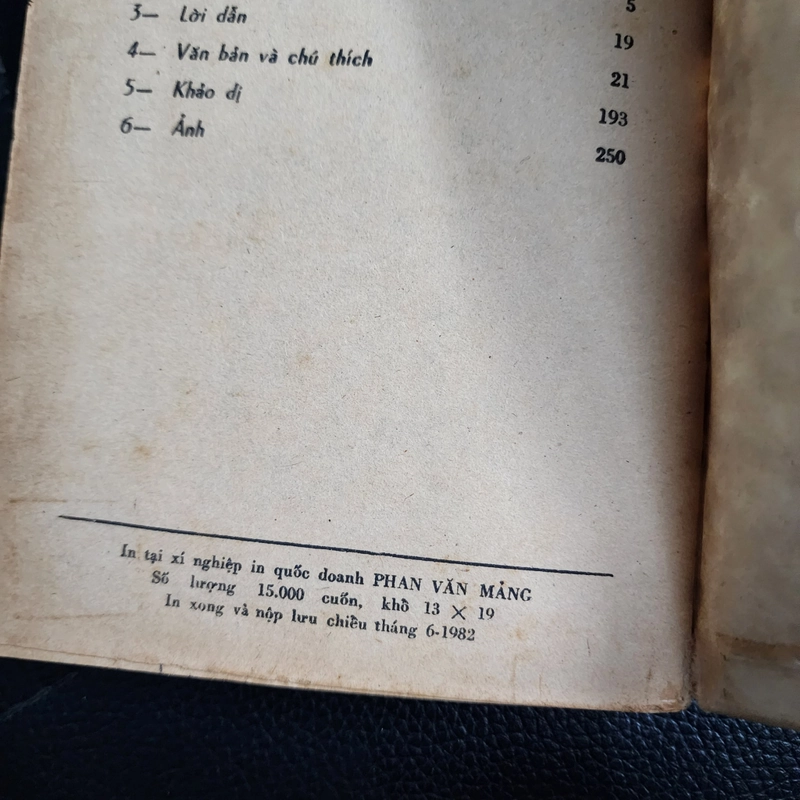 3— Lời dẫn 5
4— Văn bản và chú thích 19
5— Khảo dị 21
6— Ảnh 193
250
In tại xí nghiệp in quốc doanh PHAN VĂN MẢNG
Số lượng 15.000 cuốn, khổ 13 × 19
In xong và nộp lưu chiều tháng 6-1982